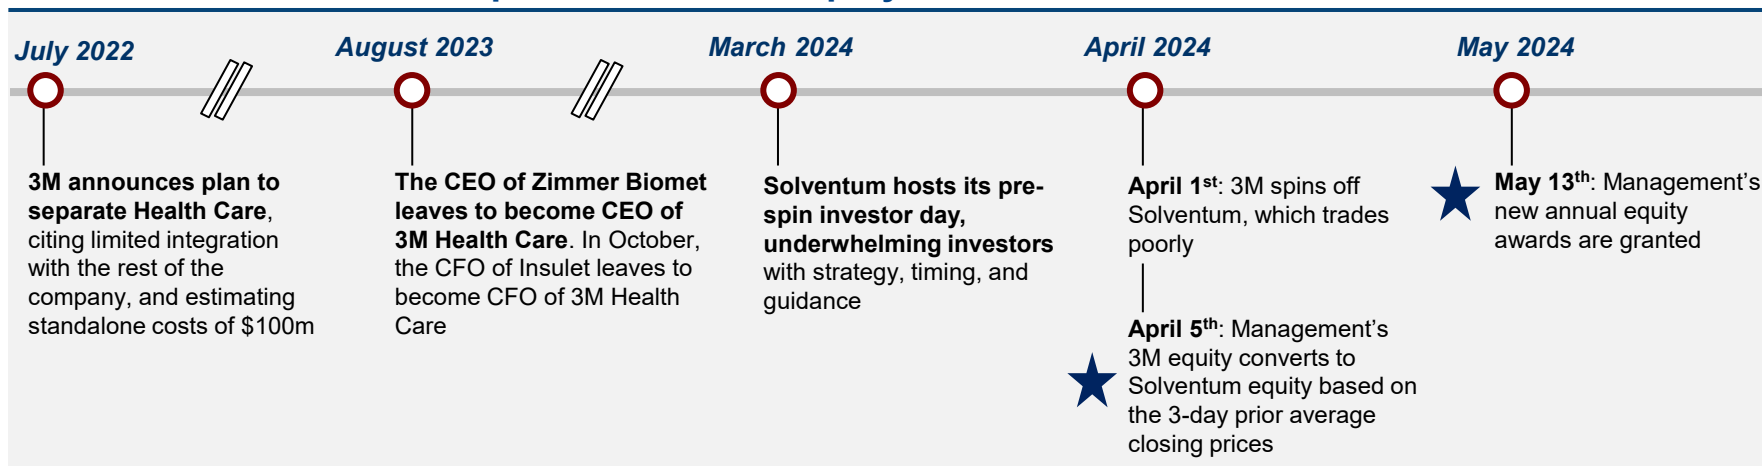 July 2022
August 2023
March 2024
April 2024
May 2024
3M announces plan to
separate Health Care,
citing limited integration
with the rest of the
company, and estimating
standalone costs of $100m
The CEO of Zimmer Biomet
leaves to become CEO of
3M Health Care. In October,
the CFO of Insulet leaves to
become CFO of 3M Health
Care
Solventum hosts its pre-
spin investor day,
underwhelming investors
with strategy, timing, and
guidance
April 1st: 3M spins off
Solventum, which trades
poorly
April 5th: Management’s
3M equity converts to
Solventum equity based on
the 3-day prior average
closing prices
May 13th: Management’s
new annual equity
awards are granted